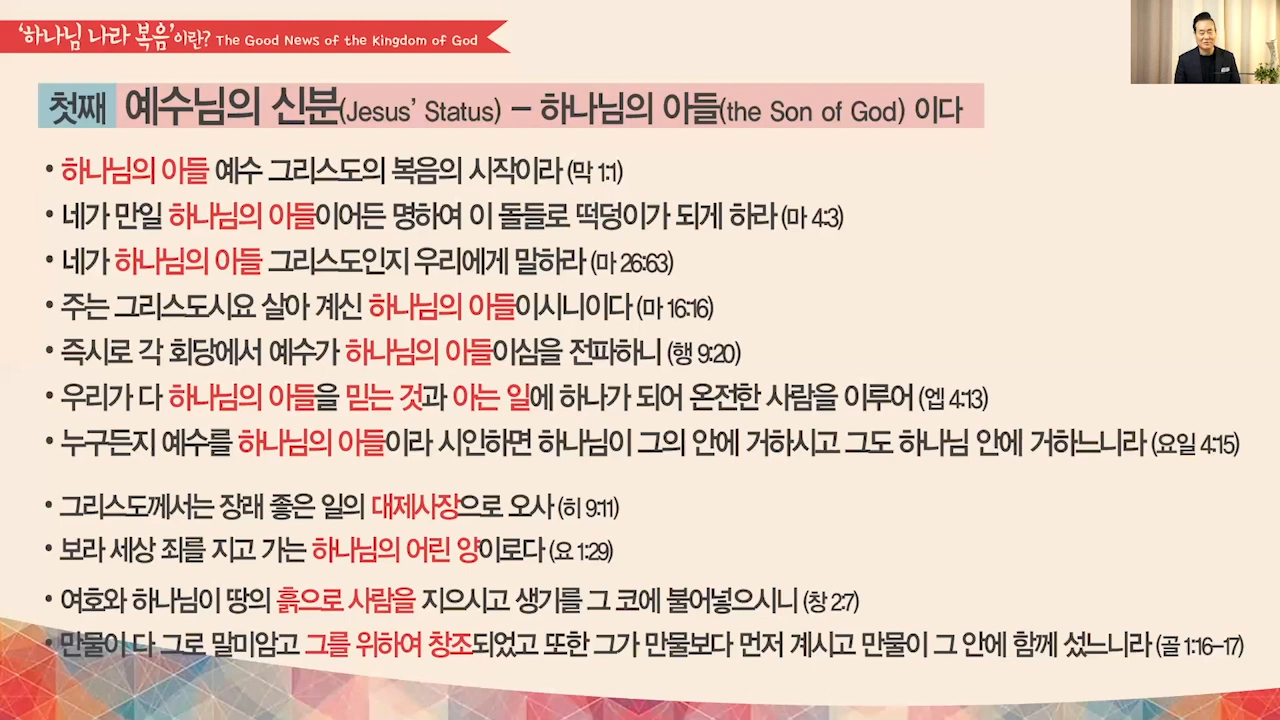 '하나님 나라 복음'이란? The Good News of the Kingdom of God
첫째 예수님의 신분(Jesus' Status) – 하나님의 아들(the Son of God) 이다
• 하나님의 아들 예수 그리스도의 복음의 시작이라 (막 1:1)
• 네가 만일 하나님의 아들이어든 명하여 이 돌들로 떡덩이가 되게 하라 (마 4:3)
• 네가 하나님의 아들 그리스도인지 우리에게 말하라 (마 26:63)
• 주는 그리스도시요 살아 계신 하나님의 아들이시니이다 (마 16:16)
• 즉시로 각 회당에서 예수가 하나님의 아들이심을 전파하니 (행 9:20)
• 우리가 다 하나님의 아들을 믿는 것과 아는 일에 하나가 되어 온전한 사람을 이루어 (엡 4:13)
• 누구든지 예수를 하나님의 아들이라 시인하면 하나님이 그의 안에 거하시고 그도 하나님 안에 거하느니라 (요일 4:15)
• 그리스도께서는 장래 좋은 일의 대제사장으로 오사 (히 9:11)
• 보라 세상 죄를 지고 가는 하나님의 어린 양이로다 (요 1:29)
• 여호와 하나님이 땅의 흙으로 사람을 지으시고 생기를 그 코에 불어넣으시니 (창 2:7)
• 만물이 다 그로 말미암고 그를 위하여 창조되었고 또한 그가 만물보다 먼저 계시고 만물이 그 안에 함께 섰느니라 (골 1:16–17)